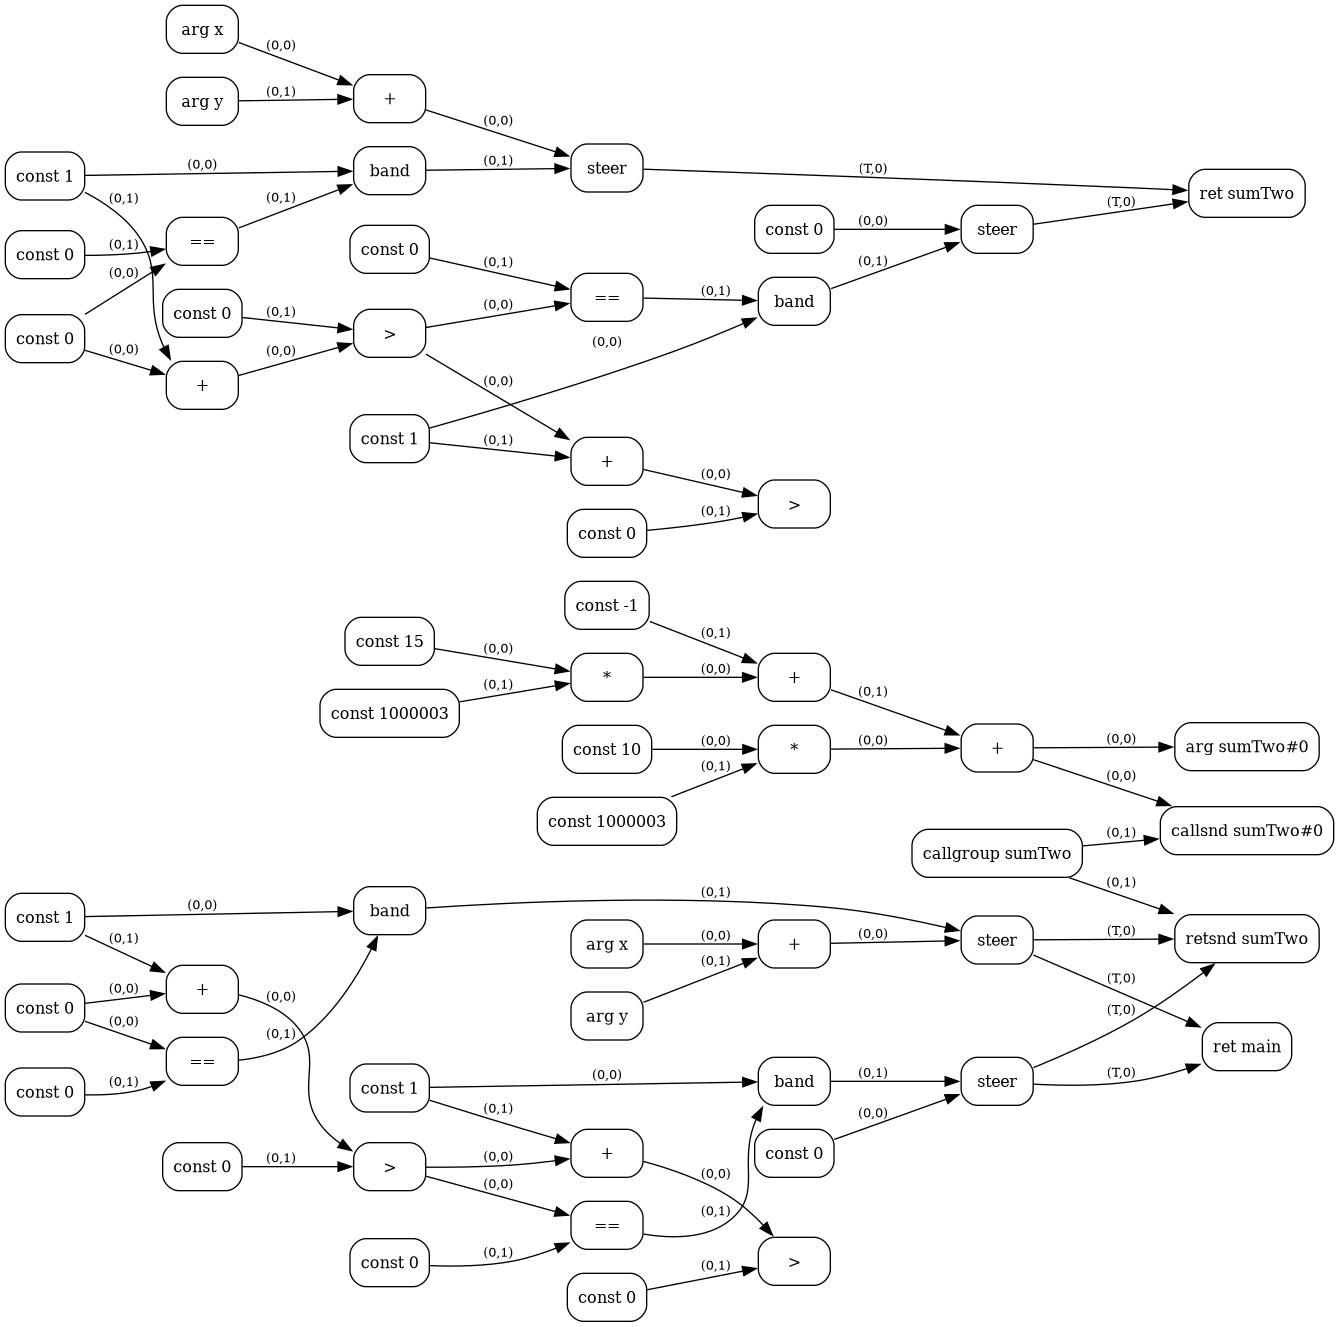 arg x
(0,0)
arg y
(0,1)
+
(0,0)
const 1
(0,0)
band
(0,1)
steer
(T,0)
ret sumTwo
(0,1)
(0,1)
const 0
(0,0)
steer
(T,0)
const 0
(0,1)
==
const 0
(0,1)
(0,1)
(0,0)
==
(0,1)
band
const 0
(0,1)
>
(0,0)
const 0
(0,0)
(0,0)
(0,0)
+
(0,0)
const 1
(0,1)
+
(0,0)
>
const 0
(0,1)
const -1
(0,1)
const 15
(0,0)
*
(0,0)
+
(0,1)
const 1000003
(0,1)
const 10
(0,0)
*
(0,0)
+
(0,0)
arg sumTwo#0
(0,1)
(0,0)
const 1000003
callsnd sumTwo#0
callgroup sumTwo
(0,1)
(0,1)
const 1
(0,0)
band
(0,1)
(0,1)
arg x
(0,0)
+
(0,0)
steer
(T,0)
retsnd sumTwo
(0,1)
(T,0)
+
(0,0)
const 0
(0,0)
(0,0)
arg y
(T,0)
ret main
==
(0,1)
const 0
(0,1)
const 1
(0,0)
band
(0,1)
steer
(T,0)
(0,1)
(0,0)
const 0
(0,1)
>
(0,0)
+
(0,0)
const 0
(0,0)
==
(0,1)
const 0
(0,1)
>
const 0
(0,1)